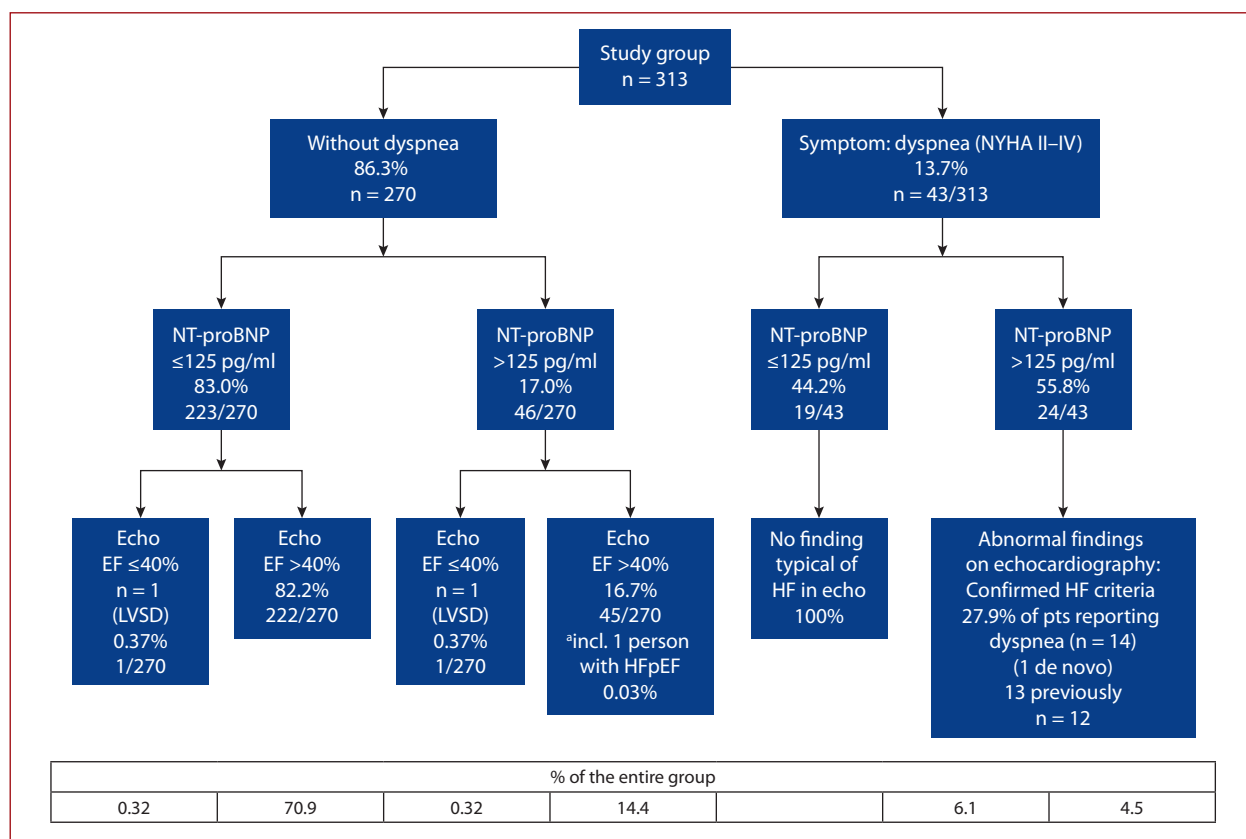 Study group
n = 313
Without dyspnea
86.3%
n = 270
Symptom: dyspnea (NYHA II–IV)
13.7%
n = 43/313
NT-proBNP
≤125 pg/ml
83.0%
223/270
NT-proBNP
>125 pg/ml
17.0%
46/270
NT-proBNP
≤125 pg/ml
44.2%
19/43
NT-proBNP
>125 pg/ml
55.8%
24/43
Echo
EF ≤40%
n = 1
(LVSD)
0.37%
1/270
Echo
EF >40%
82.2%
222/270
Echo
EF ≤40%
n = 1
(LVSD)
0.37%
1/270
Echo
EF >40%
16.7%
45/270
ᵃincl. 1 person
with HFpEF
0.03%
No finding
typical of
HF in echo
100%
Abnormal findings
on echocardiography:
Confirmed HF criteria
27.9% of pts reporting
dyspnea (n = 14)
(1 de novo)
13 previously
n = 12
% of the entire group
0.32 70.9 0.32 14.4 6.1 4.5